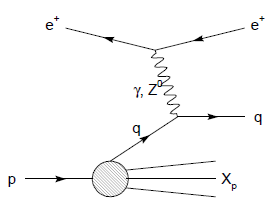 e⁺ e⁺
γ, Z⁰
q q
p Xₚ